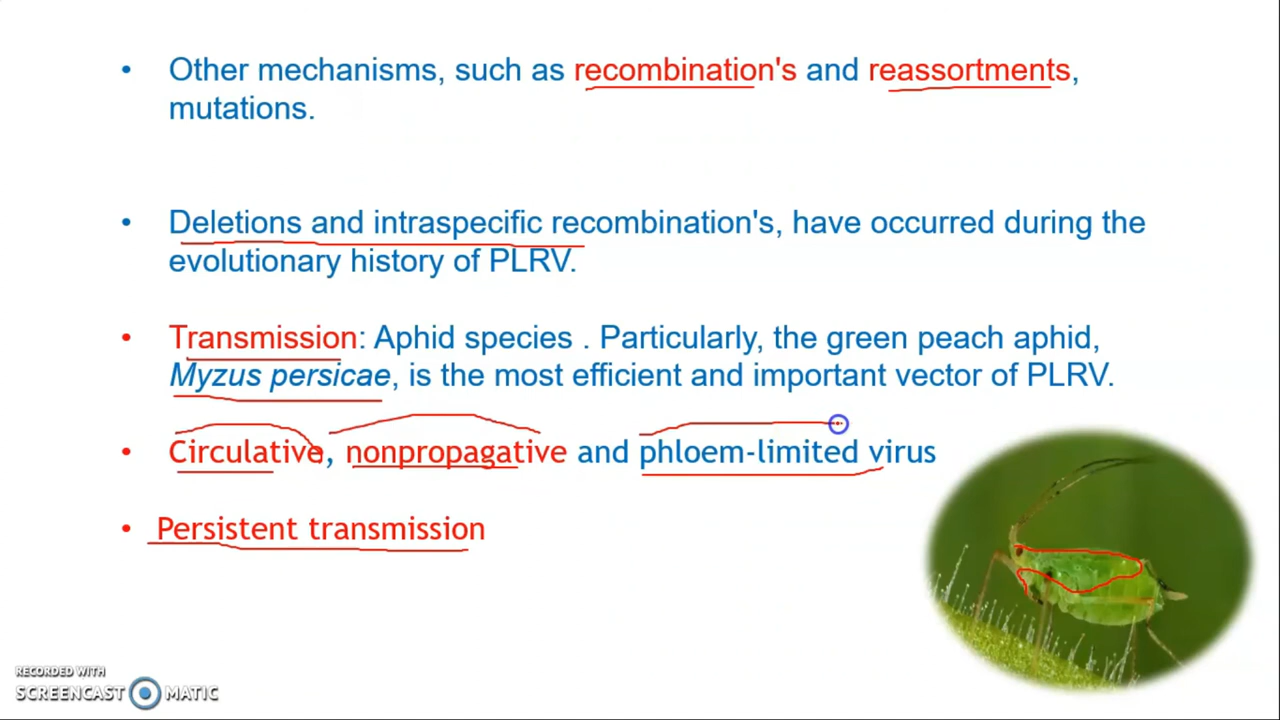 • Other mechanisms, such as recombination's and reassortments,
mutations.
• Deletions and intraspecific recombination's, have occurred during the
evolutionary history of PLRV.
• Transmission: Aphid species . Particularly, the green peach aphid,
Myzus persicae, is the most efficient and important vector of PLRV.
• Circulative, nonpropagative and phloem-limited virus
• Persistent transmission
RECORDED WITH
SCREENCAST MATIC